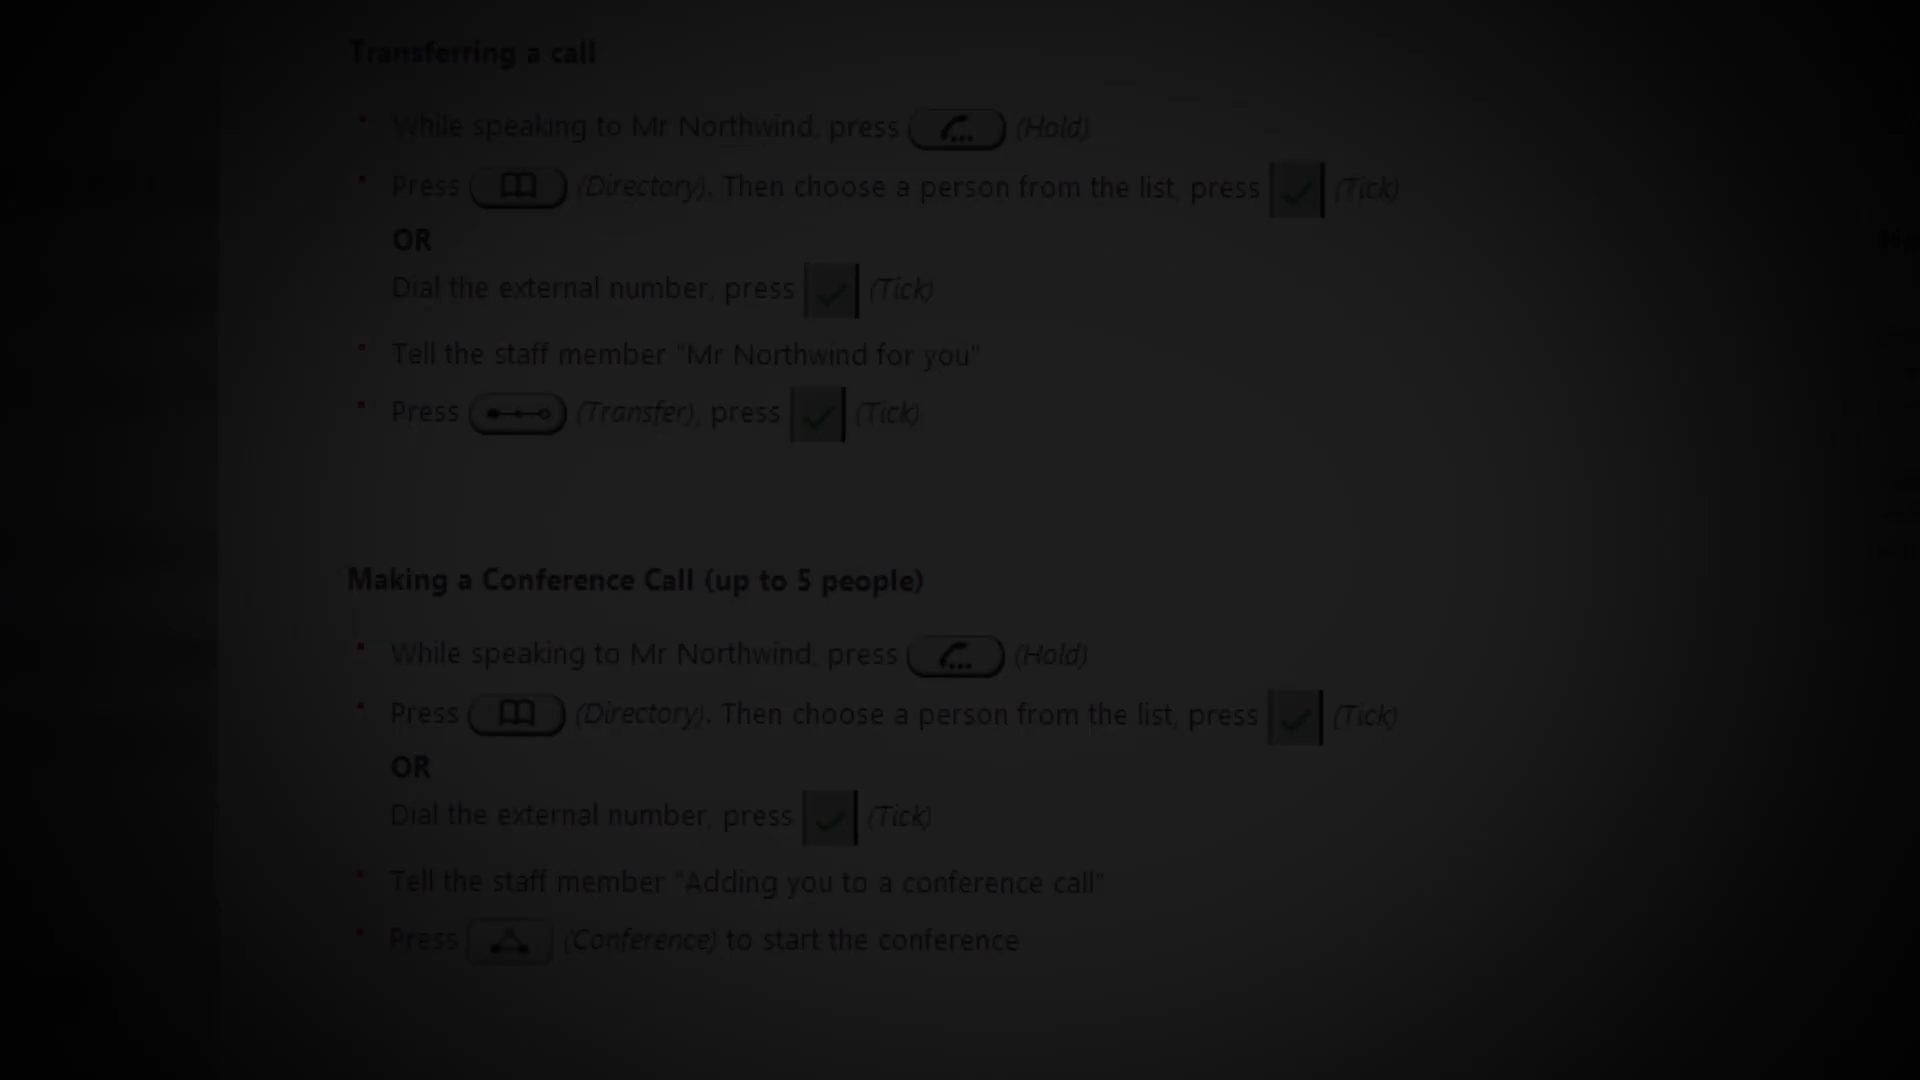 Transferring a call
While speaking to Mr Northwind, press (Hold)
Press (Directory). Then choose a person from the list, press (Tick)
OR
Dial the external number, press (Tick)
Tell the staff member "Mr Northwind for you"
Press (Transfer), press (Tick)
Making a Conference Call (up to 5 people)
While speaking to Mr Northwind, press (Hold)
Press (Directory). Then choose a person from the list, press (Tick)
OR
Dial the external number, press (Tick)
Tell the staff member "Adding you to a conference call"
Press (Conference) to start the conference